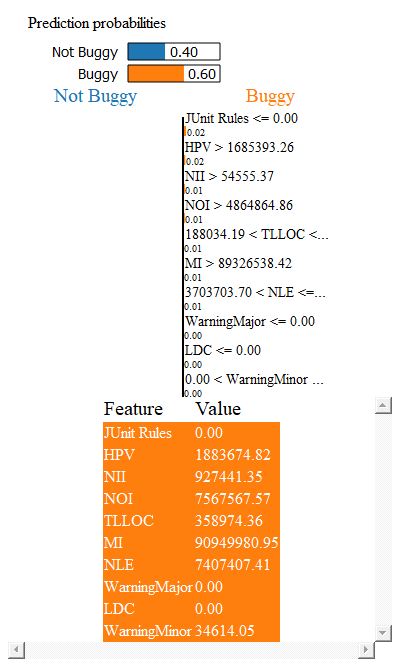 Prediction probabilities
Not Buggy 0.40
Buggy 0.60
Not Buggy Buggy
JUnit Rules <= 0.00
0.02
HPV > 1685393.26
0.02
NII > 54555.37
0.01
NOI > 4864864.86
0.01
188034.19 < TLLOC <...
0.01
MI > 89326538.42
0.01
3703703.70 < NLE <=...
0.01
WarningMajor <= 0.00
0.00
LDC <= 0.00
0.00
0.00 < WarningMinor ...
0.00
Feature Value
JUnit Rules 0.00
HPV 1883674.82
NII 927441.35
NOI 7567567.57
TLLOC 358974.36
MI 90949980.95
NLE 7407407.41
WarningMajor 0.00
LDC 0.00
WarningMinor 34614.05